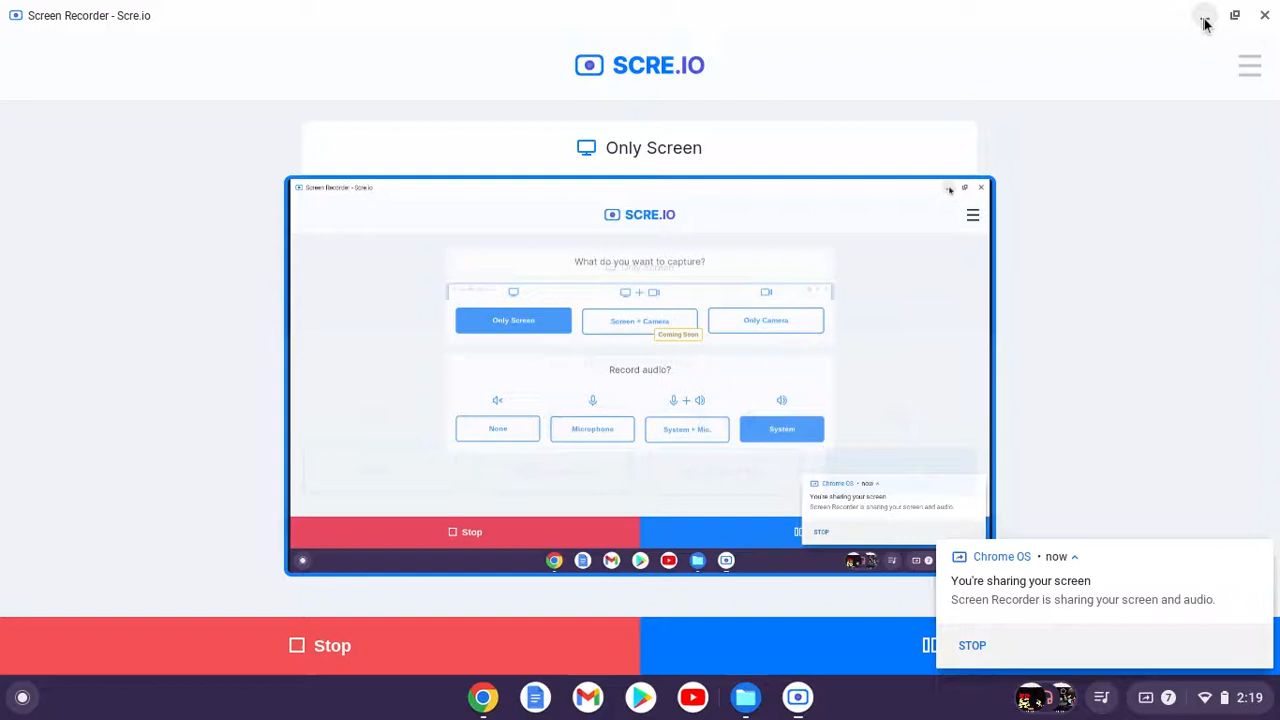 Screen Recorder - Scre.io
SCRE.IO
Only Screen
Screen Recorder - Scre.io
SCRE.IO
What do you want to capture?
Only Screen
Screen + Camera
Only Camera
Coming Soon
Record audio?
None
Microphone
System + Mic.
System
Chrome OS • now
You're sharing your screen
Screen Recorder is sharing your screen and audio.
STOP
Stop
Chrome OS • now
You're sharing your screen
Screen Recorder is sharing your screen and audio.
STOP
Stop
7
2:19